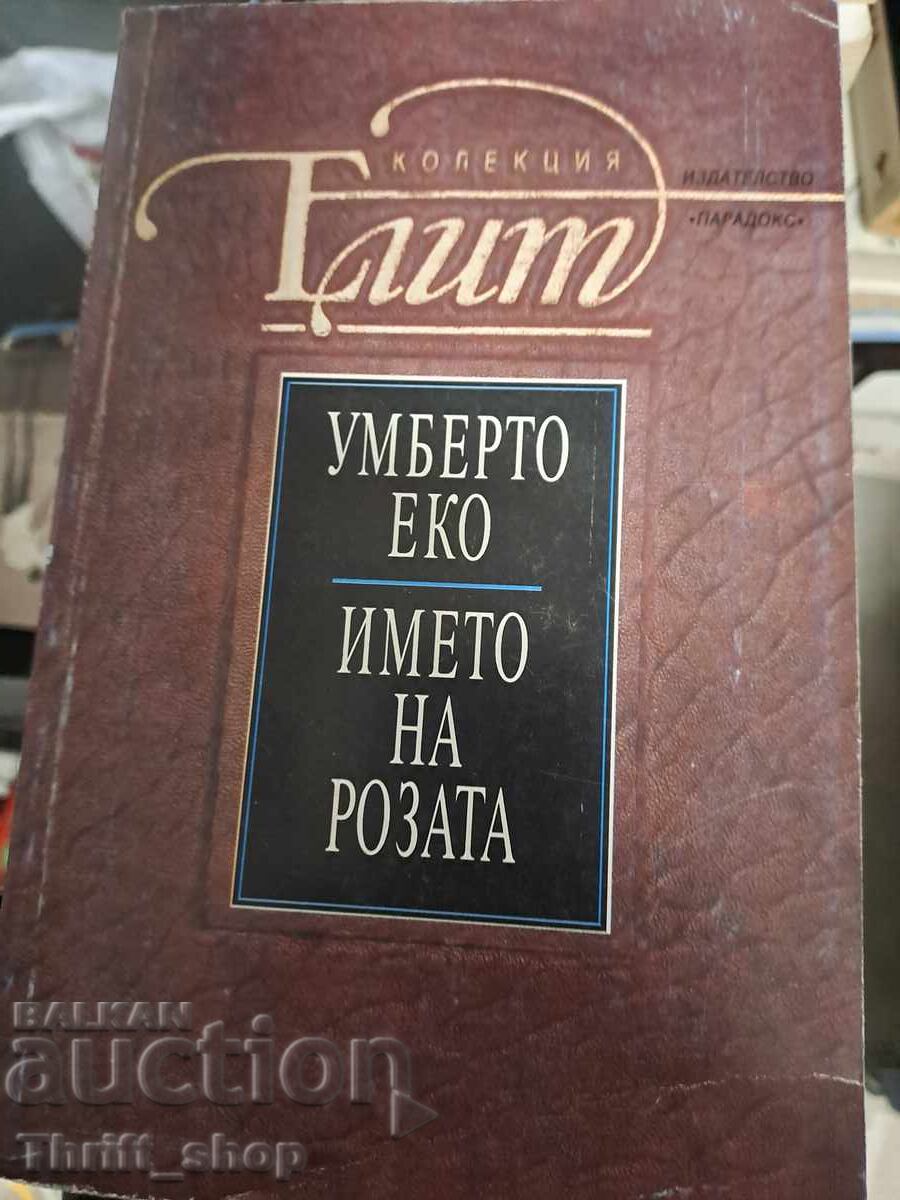 КОЛЕКЦИЯ
Елит
ИЗДАТЕЛСТВО
«ПАРАДОКС»
УМБЕРТО
ЕКО
ИМЕТО
НА
РОЗАТА
BALKAN
auction
Thrift_shop